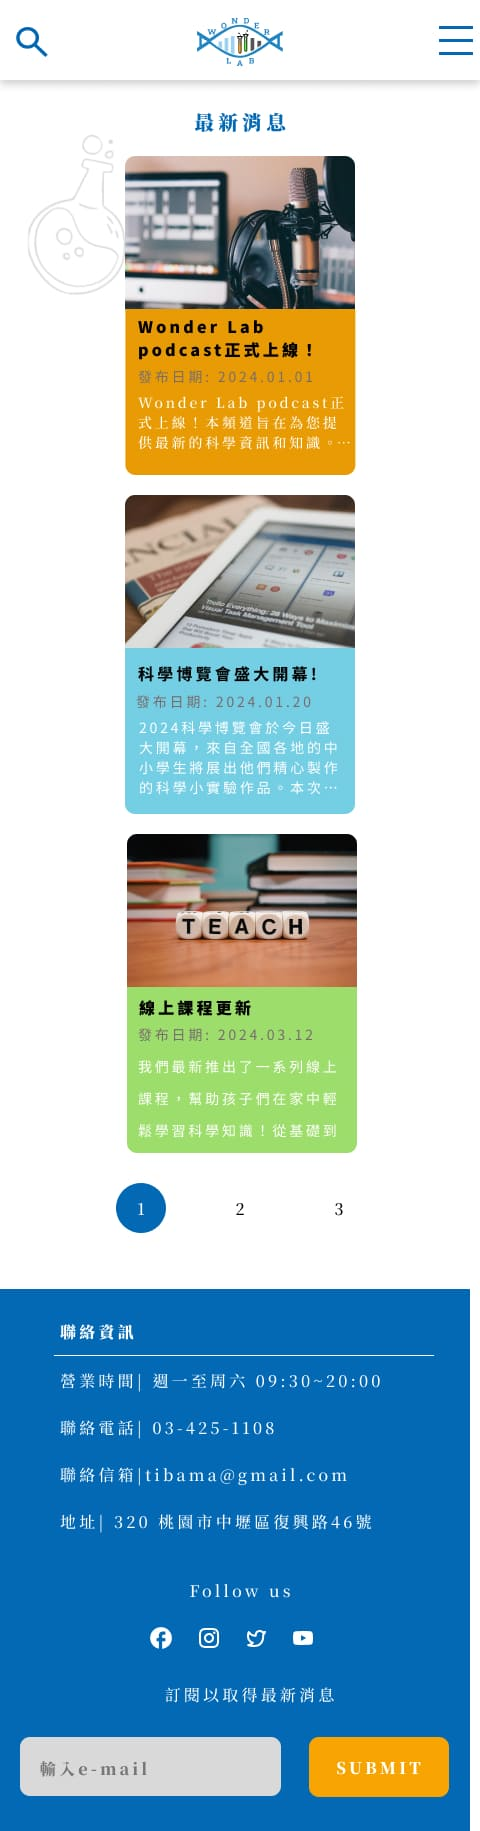 WONDER
LAB
最新消息
Wonder Lab
podcast正式上線！
發布日期: 2024.01.01
Wonder Lab podcast正
式上線！本頻道旨在為您提
供最新的科學資訊和知識。…
科學博覽會盛大開幕!
發布日期: 2024.01.20
2024科學博覽會於今日盛
大開幕，來自全國各地的中
小學生將展出他們精心製作
的科學小實驗作品。本次…
TEACH
線上課程更新
發布日期: 2024.03.12
我們最新推出了一系列線上
課程，幫助孩子們在家中輕
鬆學習科學知識！從基礎到
1 2 3
聯絡資訊
營業時間| 週一至周六 09:30~20:00
聯絡電話| 03-425-1108
聯絡信箱|tibama@gmail.com
地址| 320 桃園市中壢區復興路46號
Follow us
訂閱以取得最新消息
輸入e-mail
SUBMIT